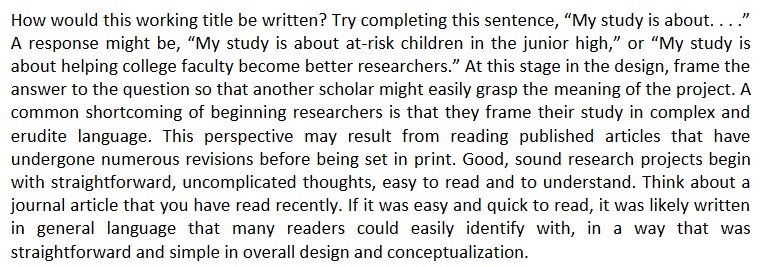 How would this working title be written? Try completing this sentence, “My study is about. . . .”
A response might be, “My study is about at-risk children in the junior high,” or “My study is
about helping college faculty become better researchers.” At this stage in the design, frame the
answer to the question so that another scholar might easily grasp the meaning of the project. A
common shortcoming of beginning researchers is that they frame their study in complex and
erudite language. This perspective may result from reading published articles that have
undergone numerous revisions before being set in print. Good, sound research projects begin
with straightforward, uncomplicated thoughts, easy to read and to understand. Think about a
journal article that you have read recently. If it was easy and quick to read, it was likely written
in general language that many readers could easily identify with, in a way that was
straightforward and simple in overall design and conceptualization.